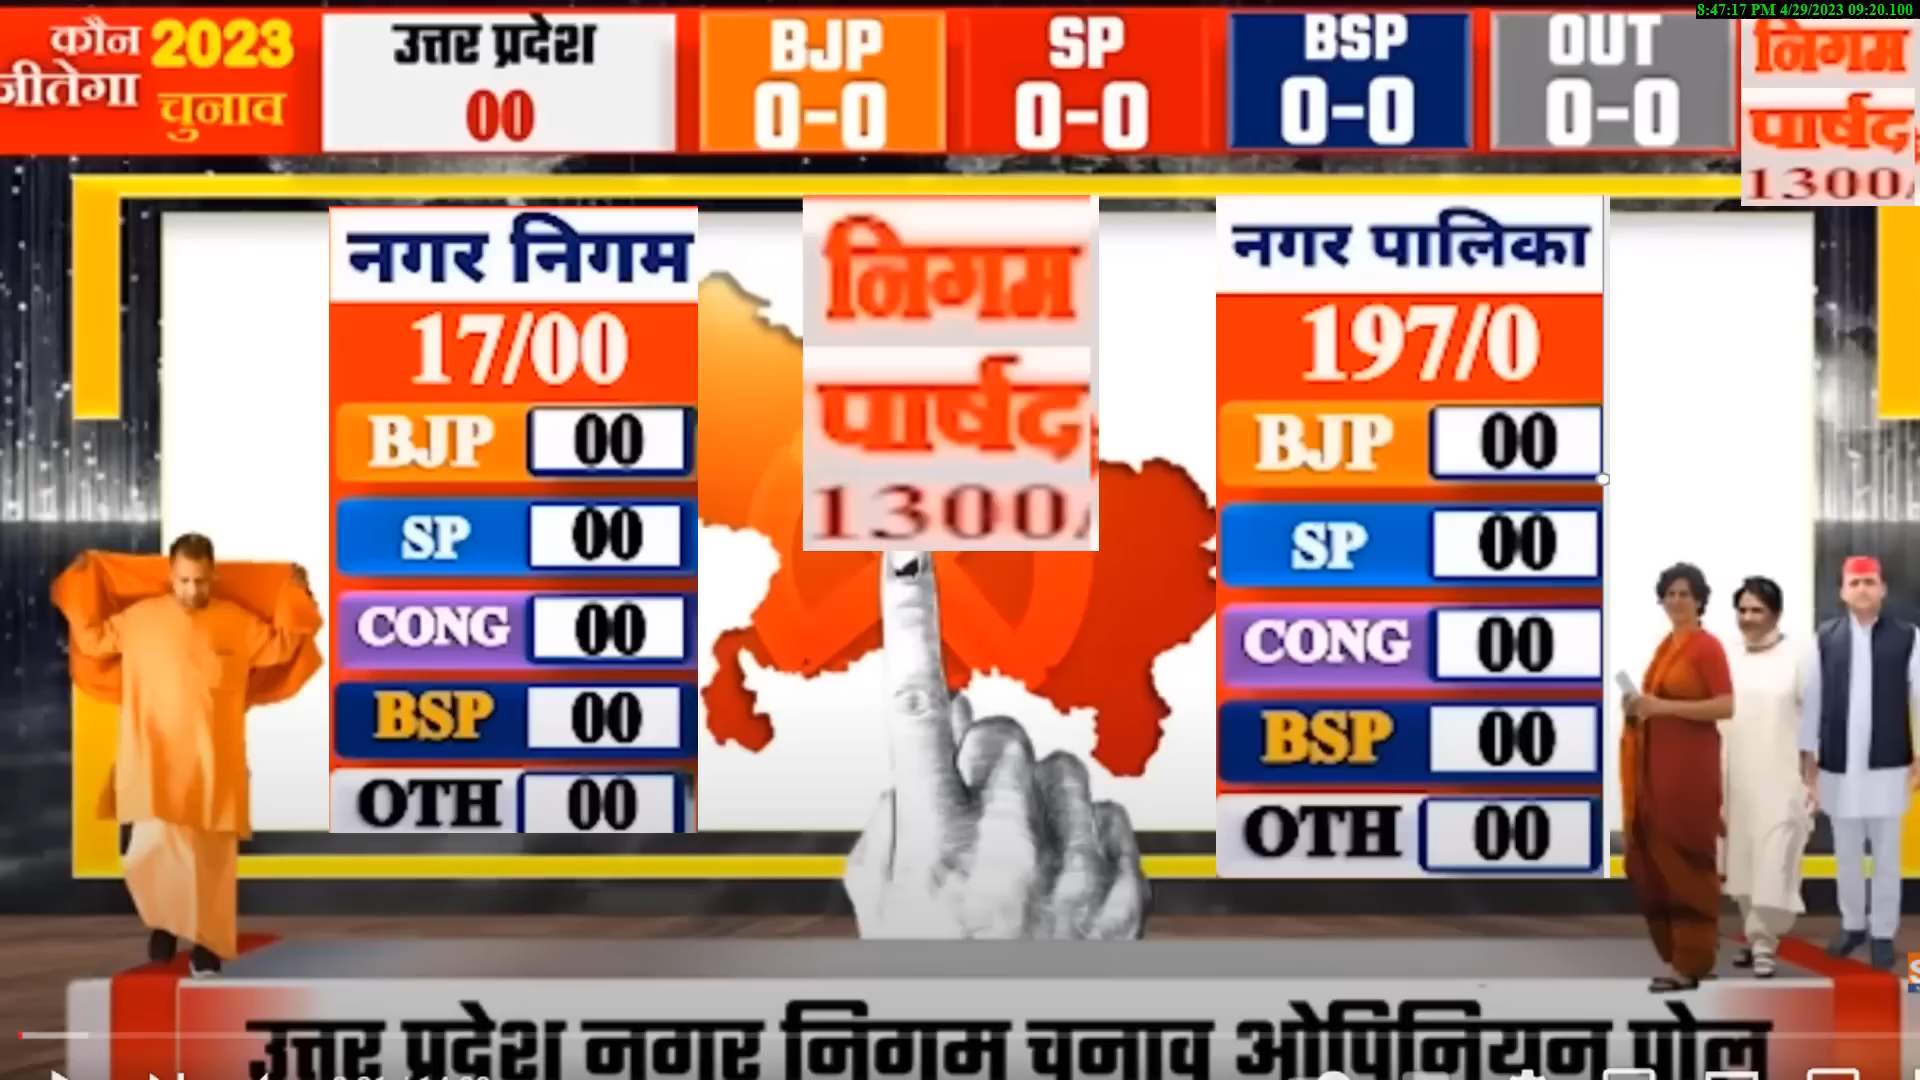 8:47:17 PM 4/29/2023 09:20.100
कौन
जीतेगा
2023
चुनाव
उत्तर प्रदेश
00
BJP
0-0
SP
0-0
BSP
0-0
OUT
0-0
निगम
पार्षद
1300/
नगर निगम
17/00
BJP 00
SP 00
CONG 00
BSP 00
OTH 00
निगम
पार्षद
1300/
नगर पालिका
197/0
BJP 00
SP 00
CONG 00
BSP 00
OTH 00
उत्तर प्रदेश नगर निगम चुनाव ओपिनियन पोल